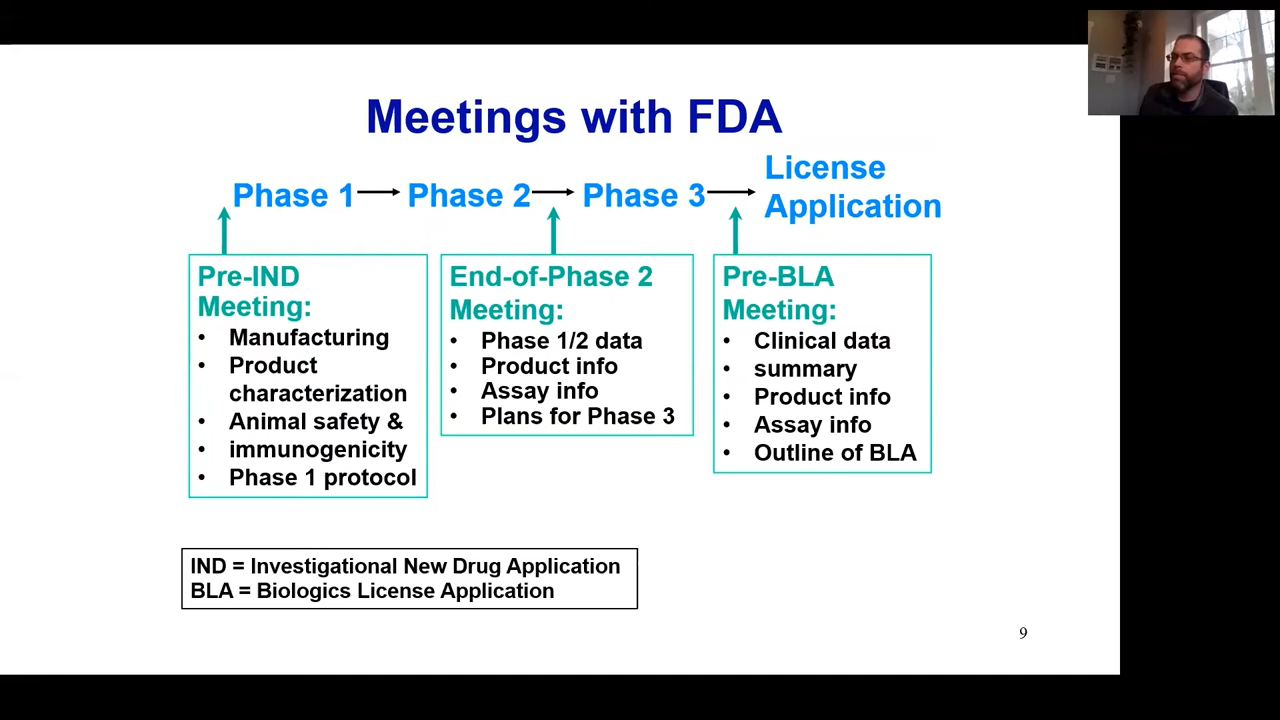 Meetings with FDA
Phase 1
Phase 2
Phase 3
License
Application
Pre-IND
Meeting:
• Manufacturing
• Product
characterization
• Animal safety &
• immunogenicity
• Phase 1 protocol
End-of-Phase 2
Meeting:
• Phase 1/2 data
• Product info
• Assay info
• Plans for Phase 3
Pre-BLA
Meeting:
• Clinical data
• summary
• Product info
• Assay info
• Outline of BLA
IND = Investigational New Drug Application
BLA = Biologics License Application
9